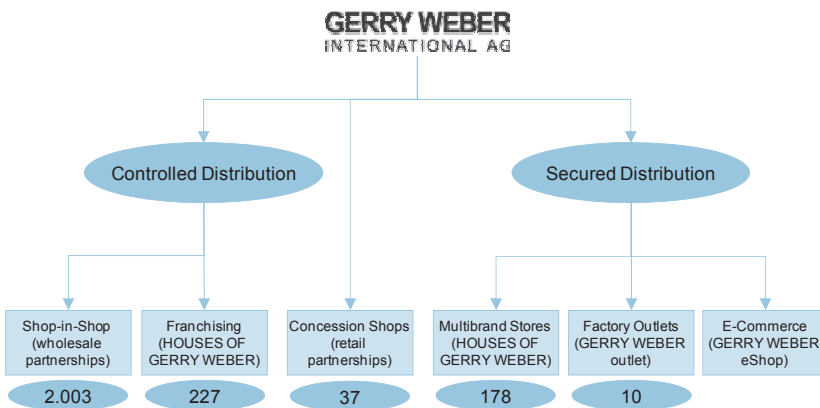 GERRY WEBER
INTERNATIONAL AG
Controlled Distribution
Secured Distribution
Shop-in-Shop
(wholesale
partnerships)
Franchising
(HOUSES OF
GERRY WEBER)
Concession Shops
(retail
partnerships)
Multibrand Stores
(HOUSES OF
GERRY WEBER)
Factory Outlets
(GERRY WEBER
outlet)
E-Commerce
(GERRY WEBER
eShop)
2.003
227
37
178
10